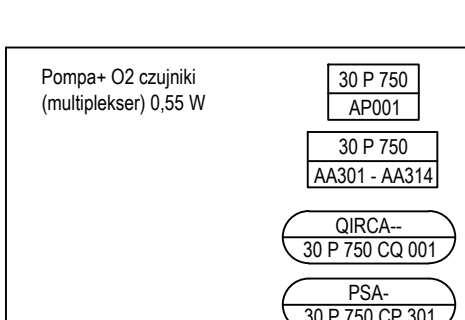 Pompa+ O2 czujniki
(multiplekser) 0,55 W
30 P 750
AP001
30 P 750
AA301 - AA314
QIRCA--
30 P 750 CQ 001
PSA-
30 P 750 CP 301